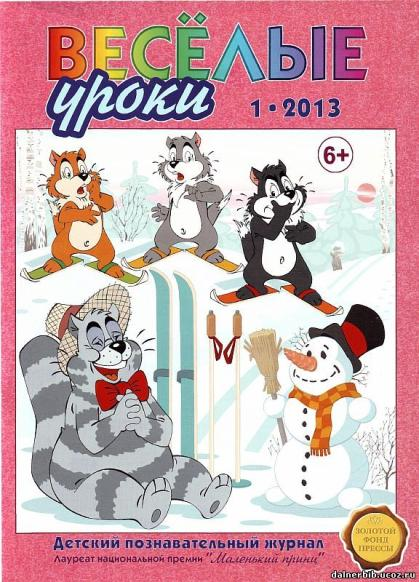 ВЕСЁЛЫЕ
уроки
1 • 2013
6+
Детский познавательный журнал
Лауреат национальной премии "Маленький принц"
ЗОЛОТОЙ
ФОНД
ПРЕССЫ
dalnerbib.ucoz.ru